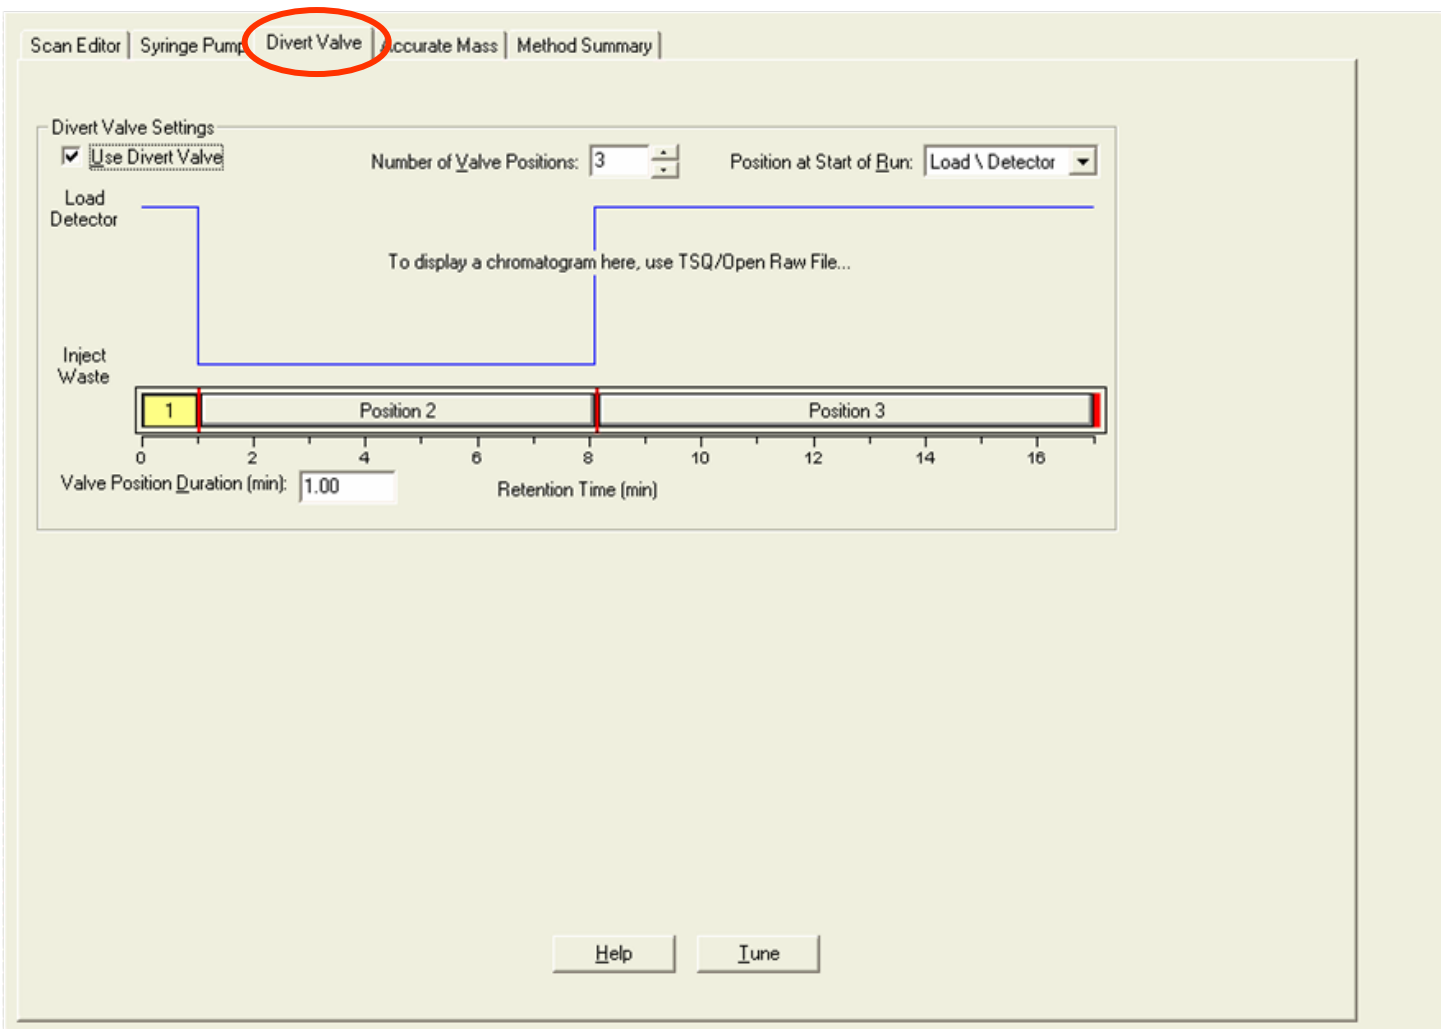 Scan Editor Syringe Pump Divert Valve Accurate Mass Method Summary
Divert Valve Settings
Use Divert Valve Number of Valve Positions: 3 Position at Start of Run: Load \ Detector
Load
Detector
To display a chromatogram here, use TSQ/Open Raw File...
Inject
Waste
1 Position 2 Position 3
0 2 4 6 8 10 12 14 16
Valve Position Duration (min): 1.00 Retention Time (min)
Help Tune